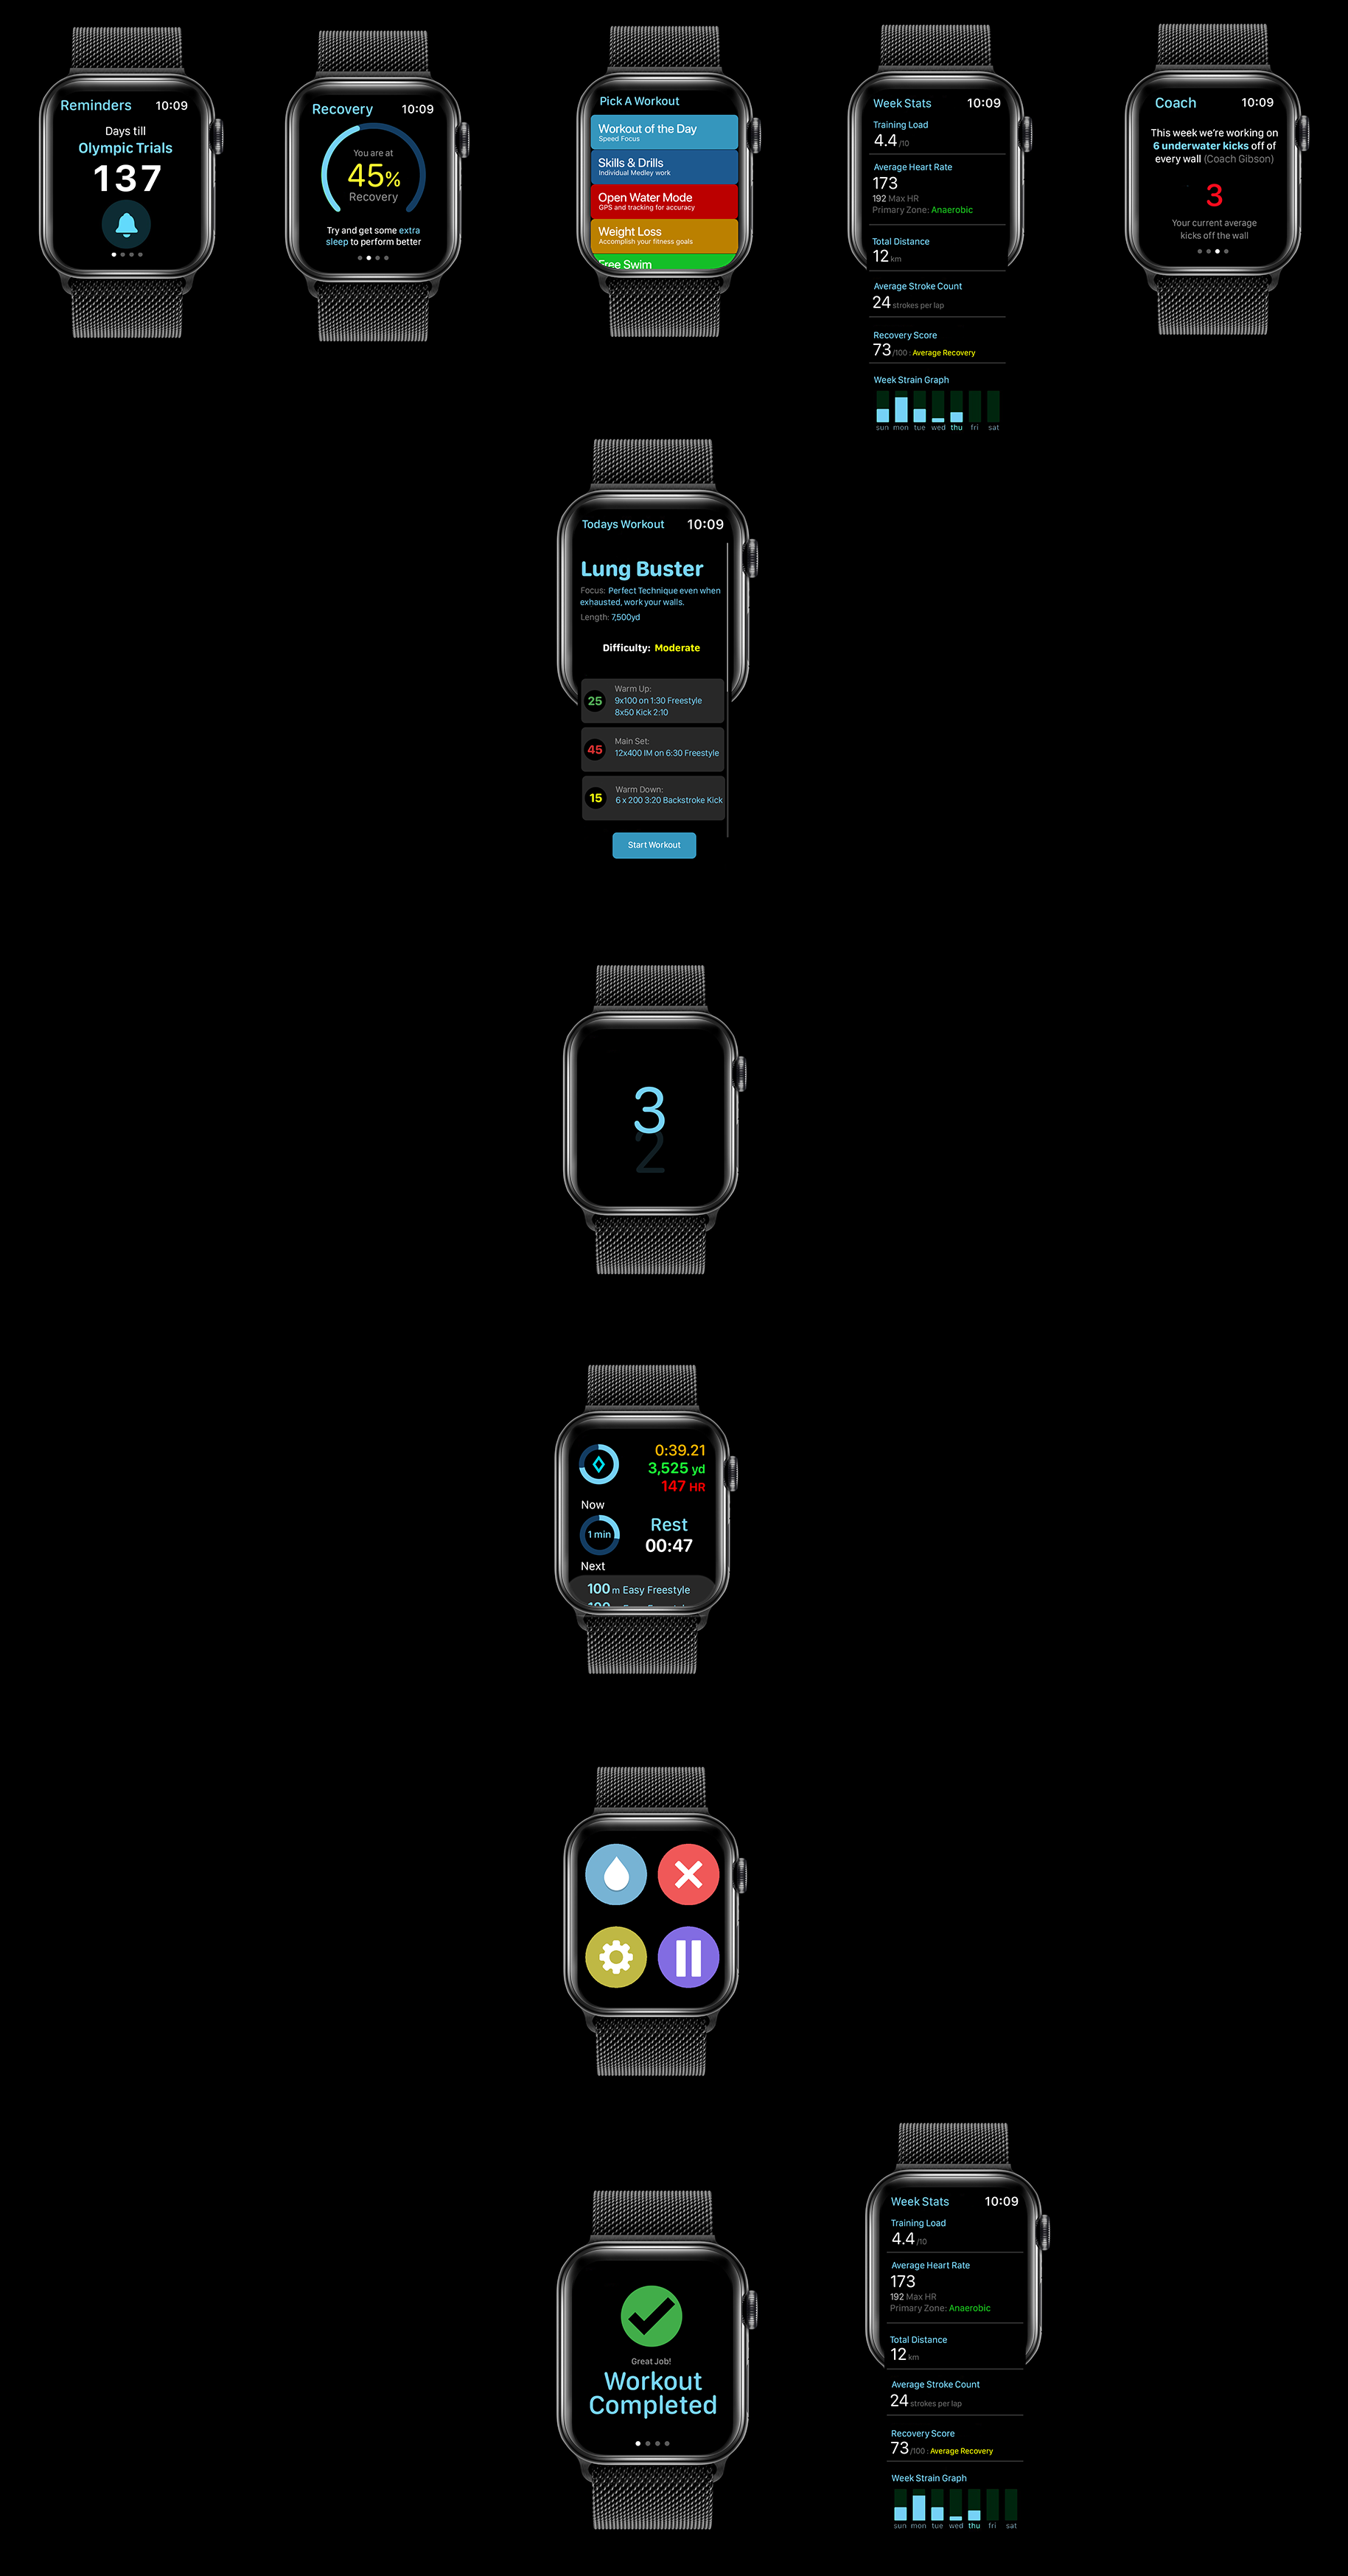 Reminders 10:09
Days till
Olympic Trials
137
Recovery 10:09
You are at
45%
Recovery
Try and get some extra
sleep to perform better
Pick A Workout
Workout of the Day
Speed Focus
Skills & Drills
Individual Medley work
Open Water Mode
GPS and tracking for accuracy
Weight Loss
Accomplish your fitness goals
Free Swim
Week Stats 10:09
Training Load
4.4 /10
Average Heart Rate
173
192 Max HR
Primary Zone: Anaerobic
Total Distance
12 km
Average Stroke Count
24 strokes per lap
Recovery Score
73 /100 : Average Recovery
Week Strain Graph
sun mon tue wed thu fri sat
Coach 10:09
This week we're working on
6 underwater kicks off of
every wall (Coach Gibson)
3
Your current average
kicks off the wall
Todays Workout 10:09
Lung Buster
Focus: Perfect Technique even when
exhausted, work your walls.
Length: 7,500yd
Difficulty: Moderate
25
Warm Up:
9x100 on 1:30 Freestyle
8x50 Kick 2:10
45
Main Set:
12x400 IM on 6:30 Freestyle
15
Warm Down:
6 x 200 3:20 Backstroke Kick
Start Workout
3
2
0:39.21
3,525 yd
147 HR
Now
1 min
Rest
00:47
Next
100 m Easy Freestyle
Great Job!
Workout
Completed
Week Stats 10:09
Training Load
4.4 /10
Average Heart Rate
173
192 Max HR
Primary Zone: Anaerobic
Total Distance
12 km
Average Stroke Count
24 strokes per lap
Recovery Score
73 /100 : Average Recovery
Week Strain Graph
sun mon tue wed thu fri sat